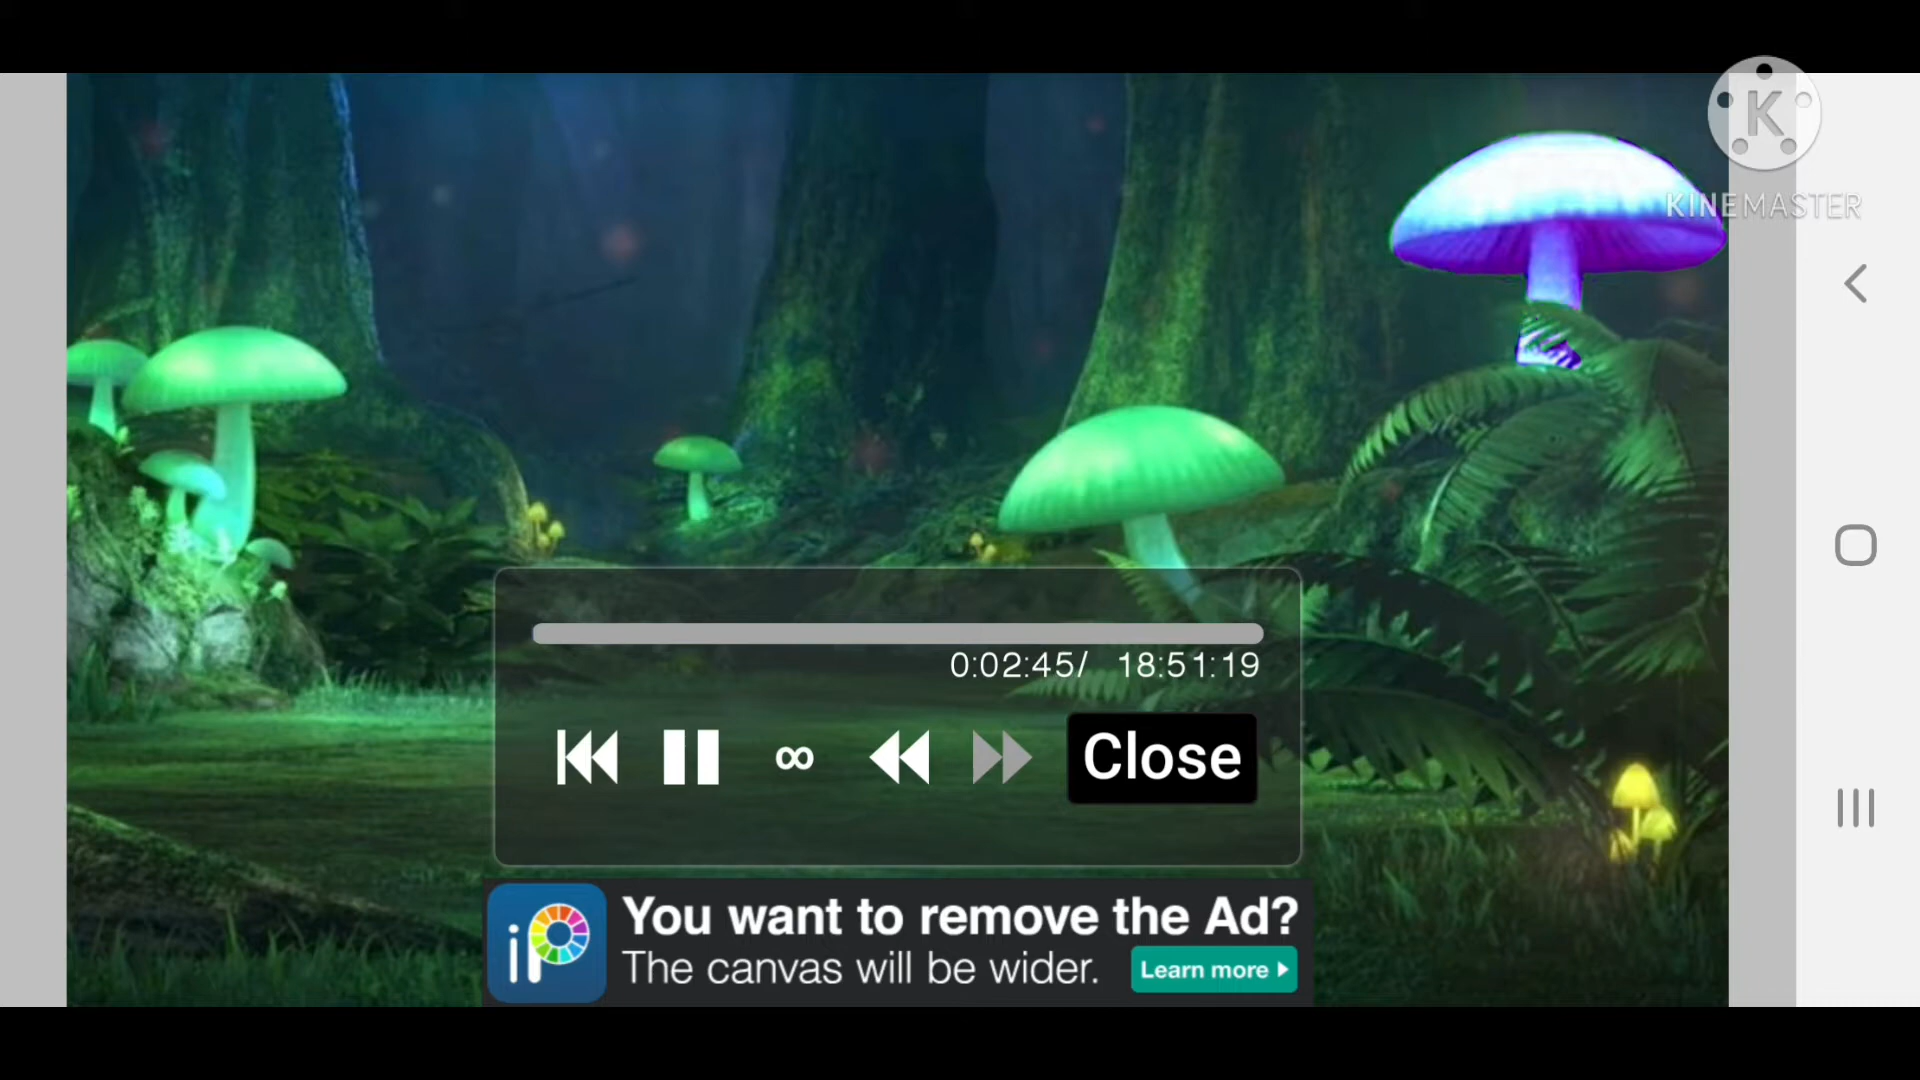 K
KINEMASTER
0:02:45/ 18:51:19
∞
Close
iP
You want to remove the Ad?
The canvas will be wider.
Learn more